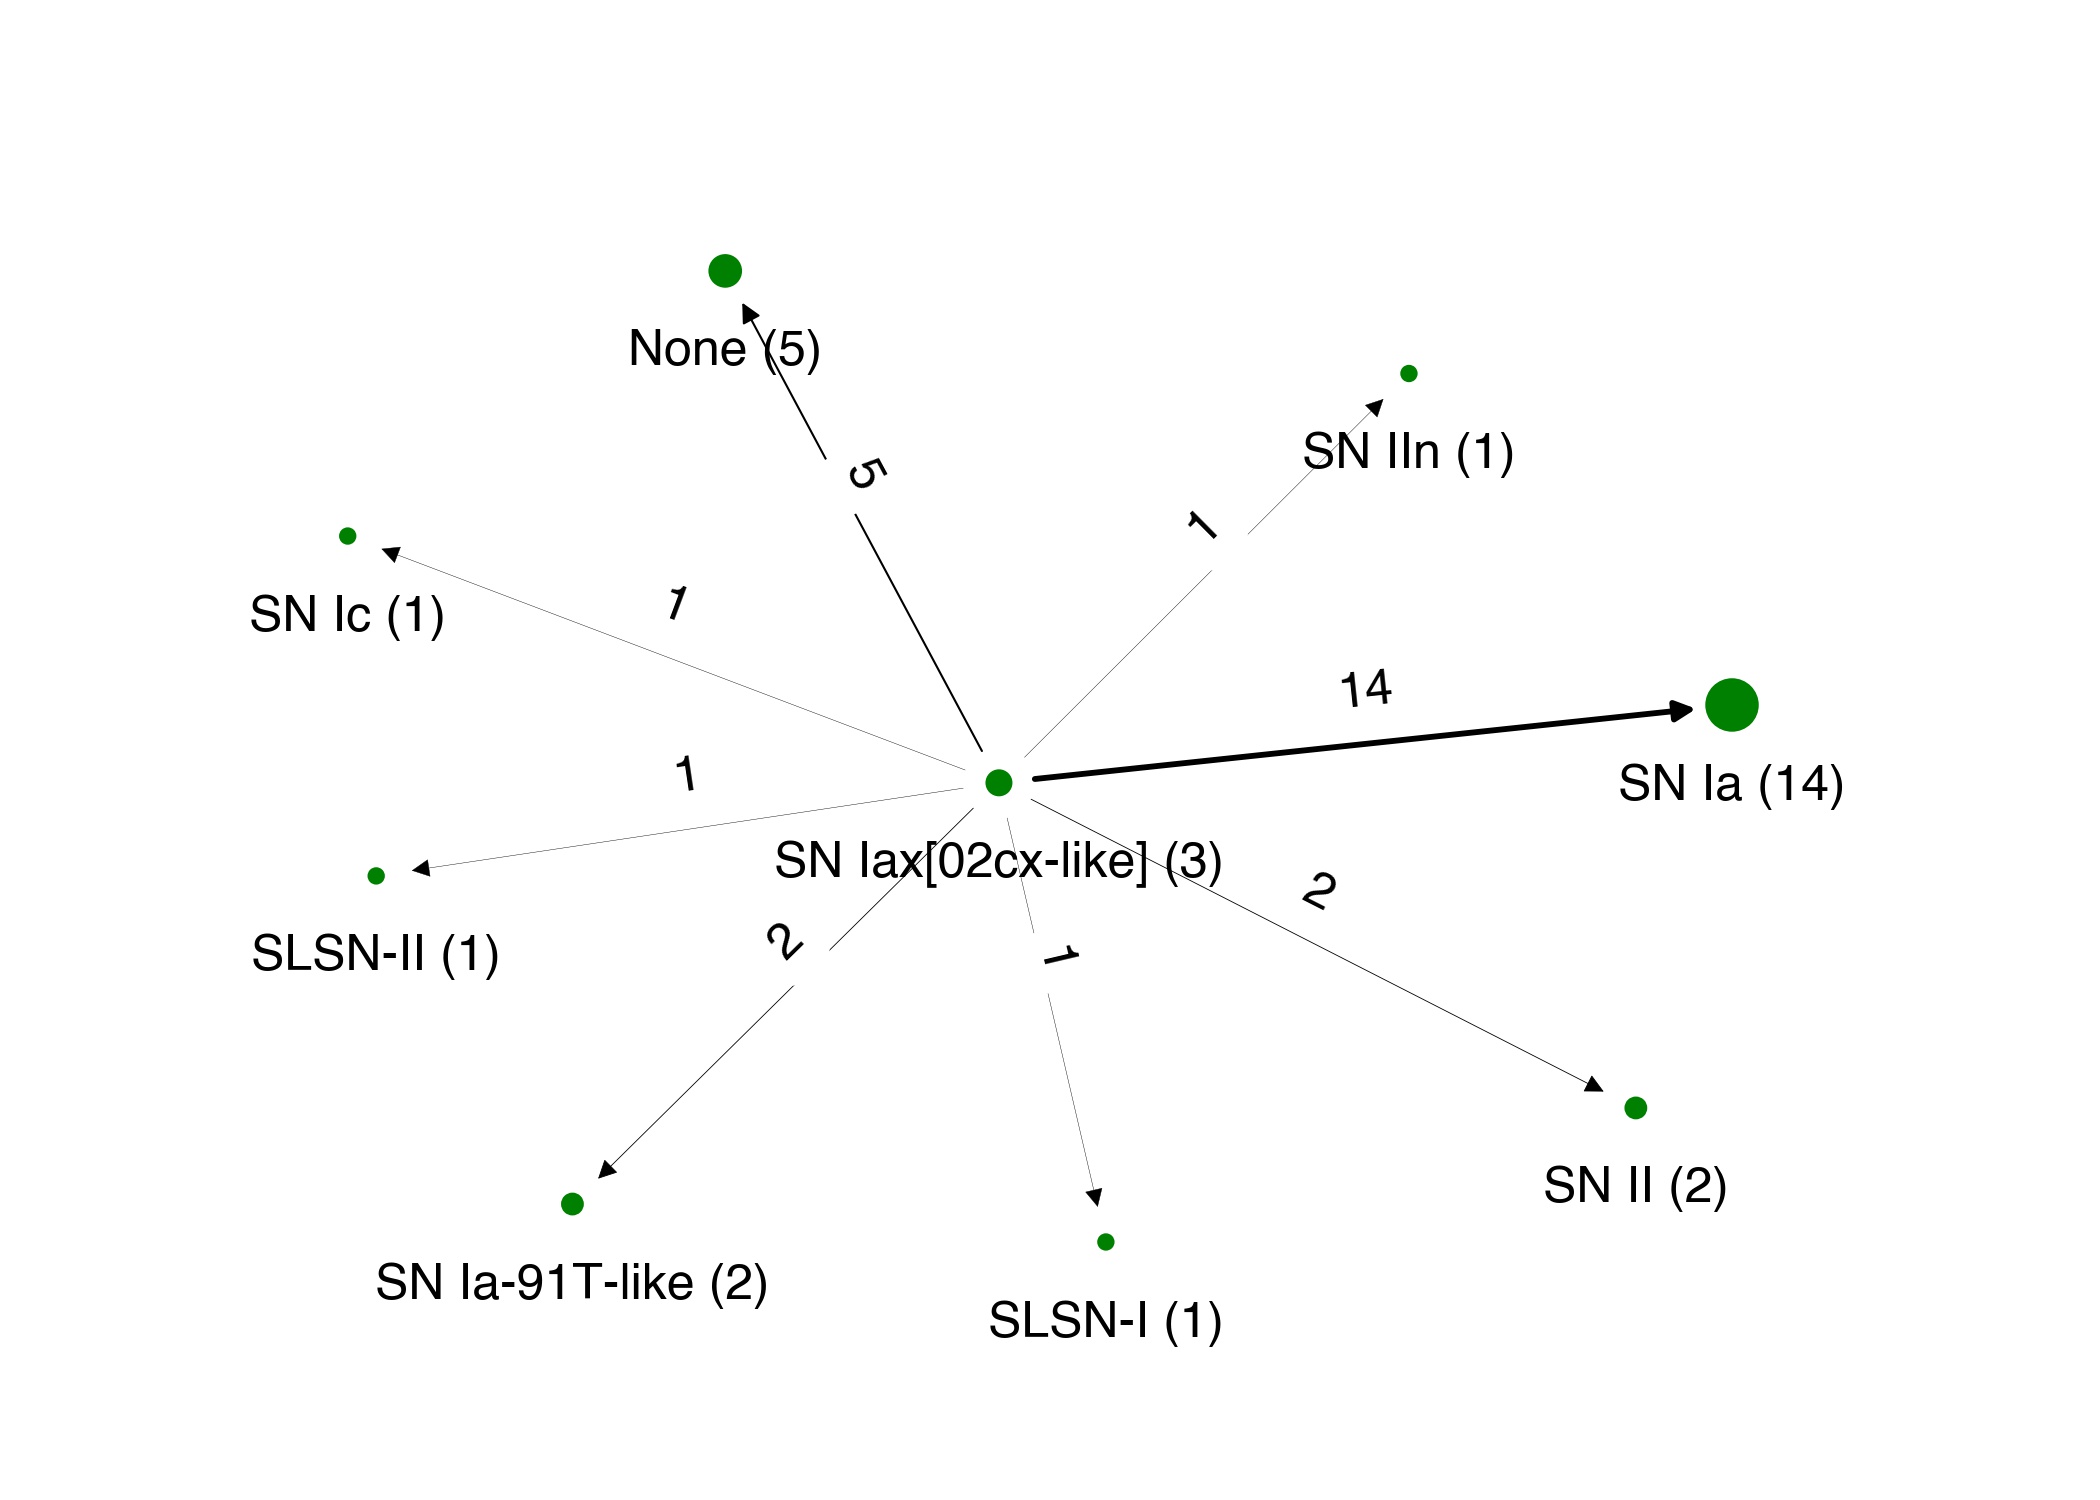 None (5)
SN IIn (1)
5
1
SN Ic (1)
1
14
SN Ia (14)
1
SN Iax[02cx-like] (3)
2
SLSN-II (1)
2
1
SN II (2)
SN Ia-91T-like (2)
SLSN-I (1)